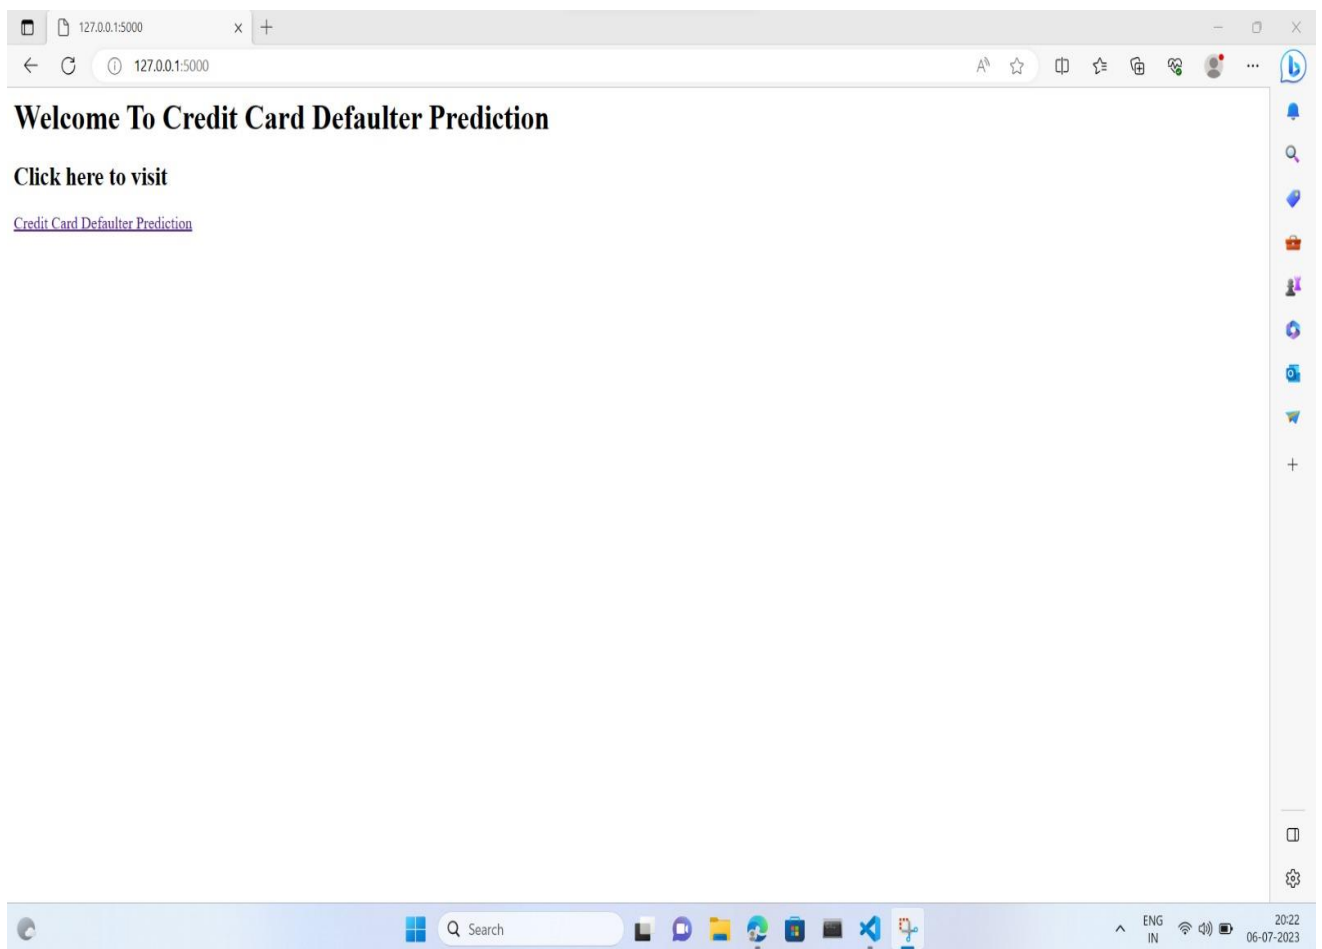 127.0.0.1:5000
127.0.0.1:5000
Welcome To Credit Card Defaulter Prediction
Click here to visit
Credit Card Defaulter Prediction
Search
ENG
IN
20:22
06-07-2023